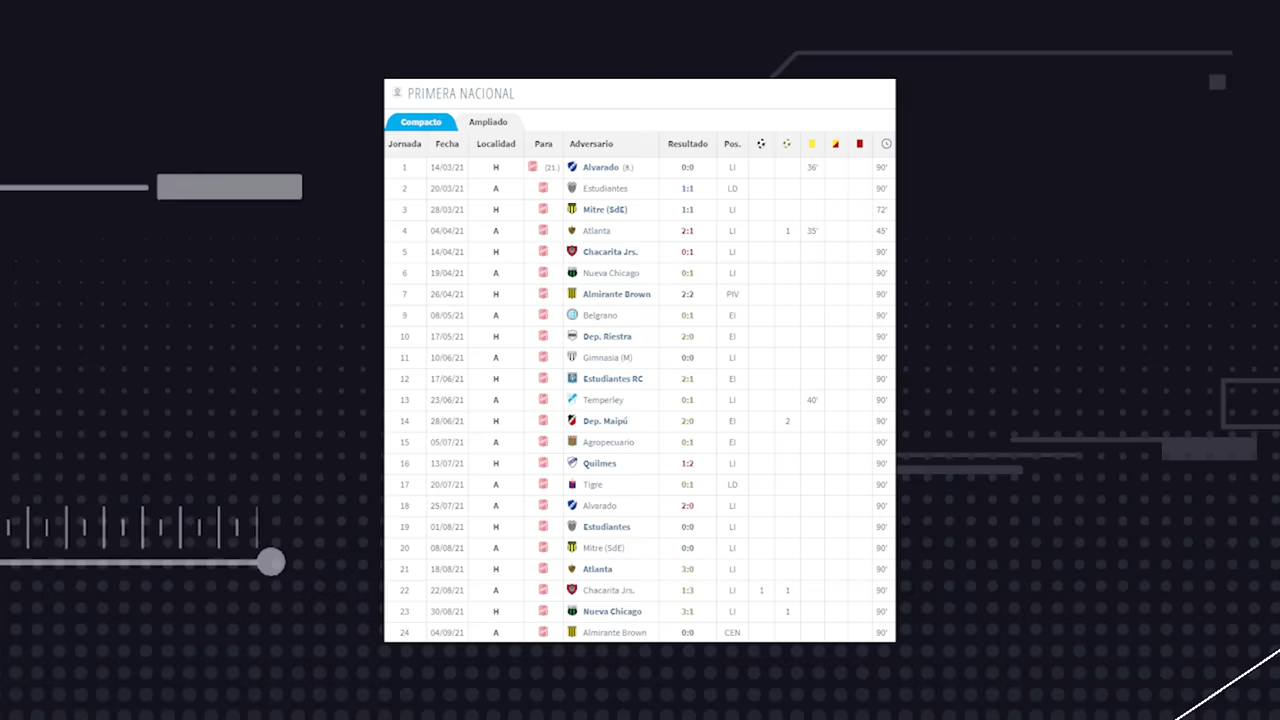 PRIMERA NACIONAL
Compacto Ampliado
Jornada Fecha Localidad Para Adversario Resultado Pos.
1 14/03/21 H (21.) Alvarado (8.) 0:0 LI 36' 90'
2 20/03/21 A Estudiantes 1:1 LD 90'
3 28/03/21 H Mitre (SdE) 1:1 LI 72'
4 04/04/21 A Atlanta 2:1 LI 1 35' 45'
5 14/04/21 H Chacarita Jrs. 0:1 LI 90'
6 19/04/21 A Nueva Chicago 0:1 LI 90'
7 26/04/21 H Almirante Brown 2:2 PIV 90'
9 08/05/21 A Belgrano 0:1 EI 90'
10 17/05/21 H Dep. Riestra 2:0 EI 90'
11 10/06/21 A Gimnasia (M) 0:0 LI 90'
12 17/06/21 H Estudiantes RC 2:1 EI 90'
13 23/06/21 A Temperley 0:1 LI 40' 90'
14 28/06/21 H Dep. Maipú 2:0 EI 2 90'
15 05/07/21 A Agropecuario 0:1 EI 90'
16 13/07/21 H Quilmes 1:2 LI 90'
17 20/07/21 A Tigre 0:1 LD 90'
18 25/07/21 A Alvarado 2:0 LI 90'
19 01/08/21 H Estudiantes 0:0 LI 90'
20 08/08/21 A Mitre (SdE) 0:0 LI 90'
21 18/08/21 H Atlanta 3:0 LI 90'
22 22/08/21 A Chacarita Jrs. 1:3 LI 1 1 90'
23 30/08/21 H Nueva Chicago 3:1 LI 1 90'
24 04/09/21 A Almirante Brown 0:0 CEN 90'